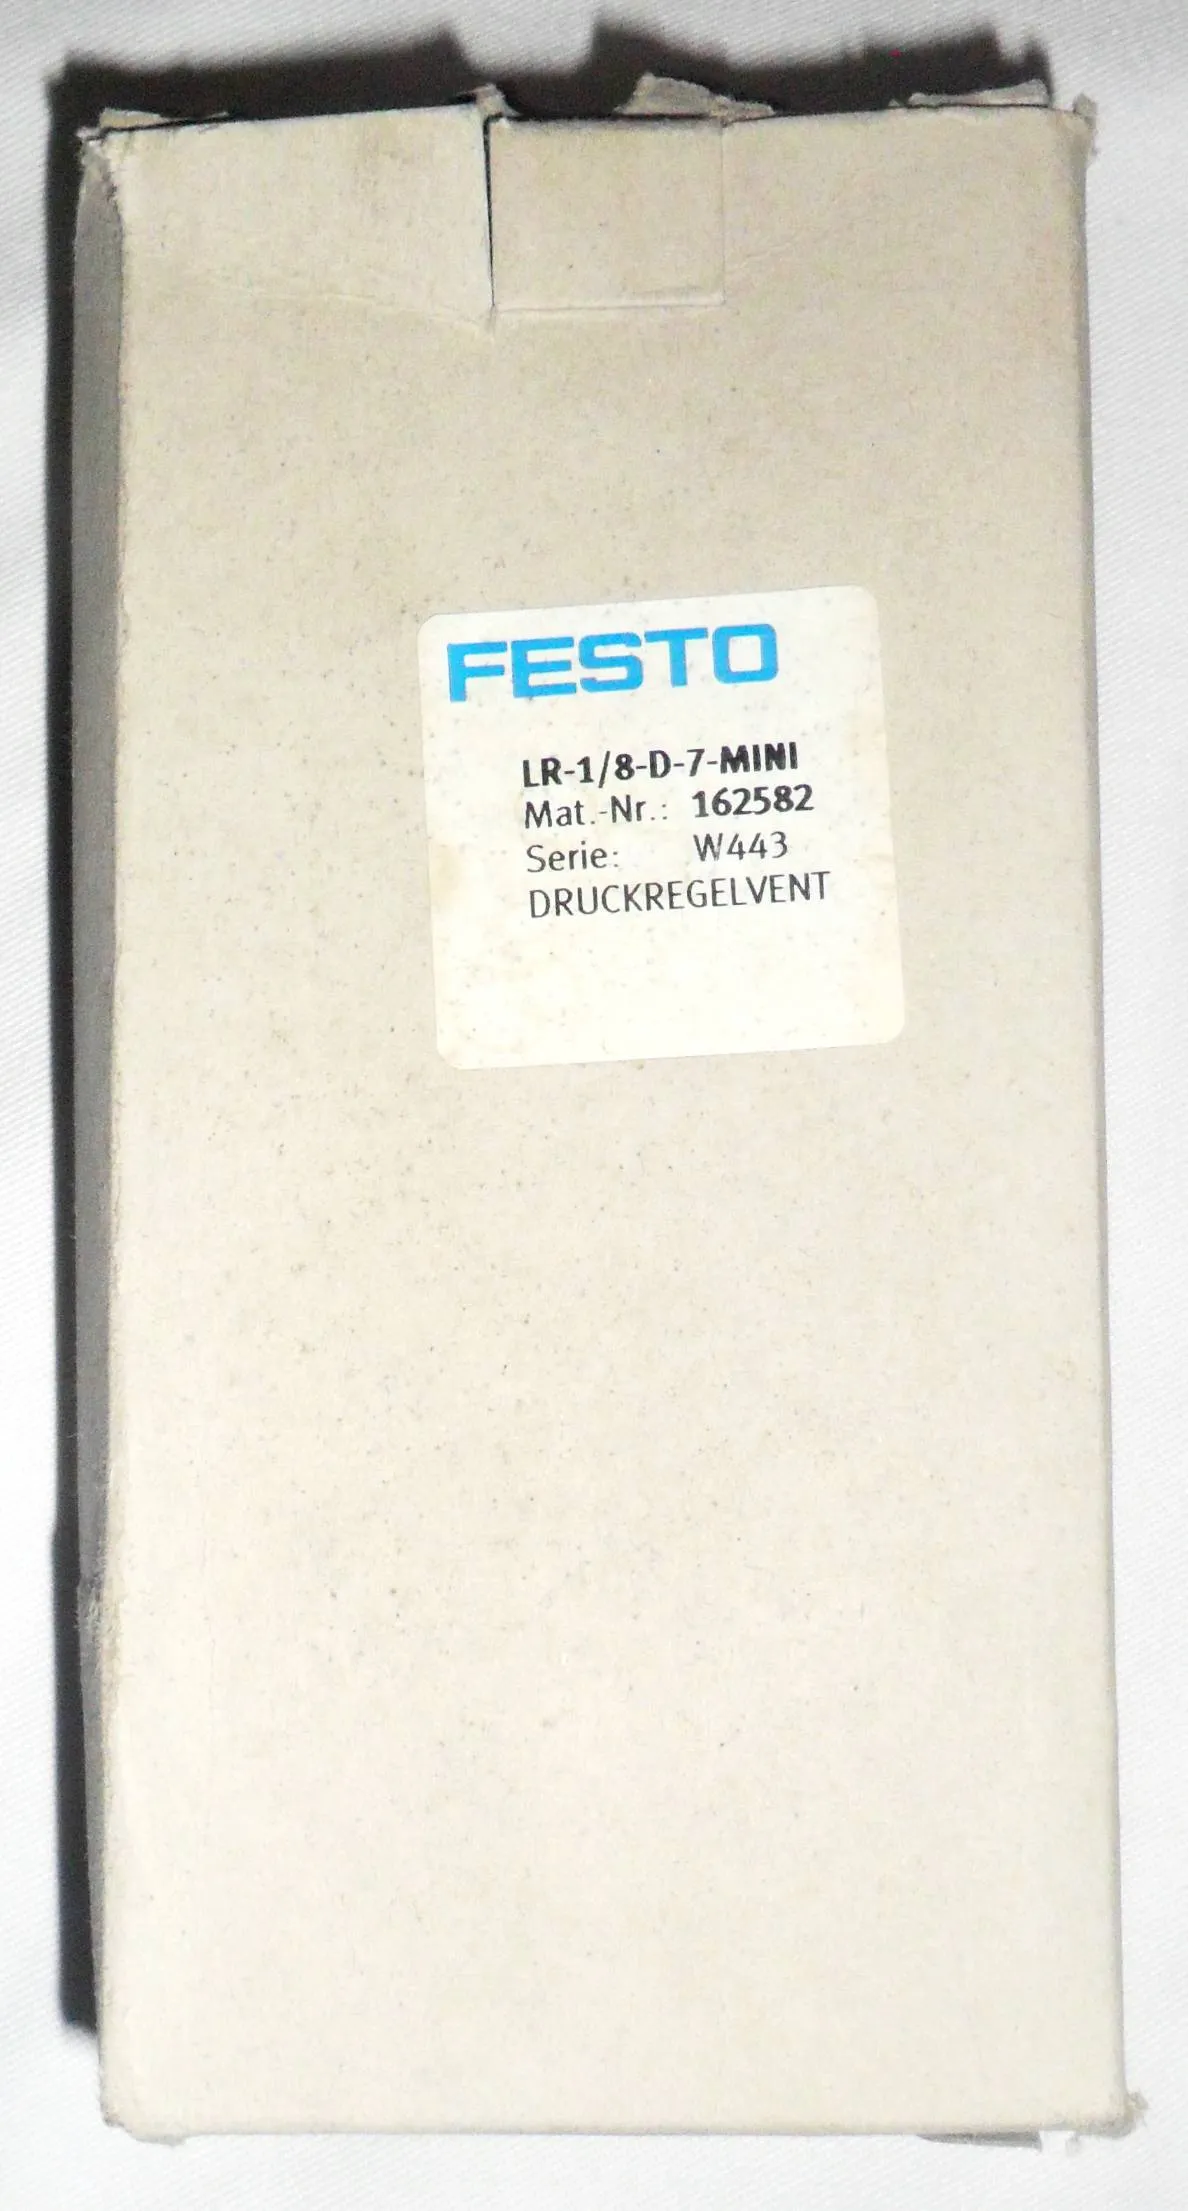 FESTO
LR-1/8-D-7-MINI
Mat.-Nr.: 162582
Serie: W443
DRUCKREGELVENT